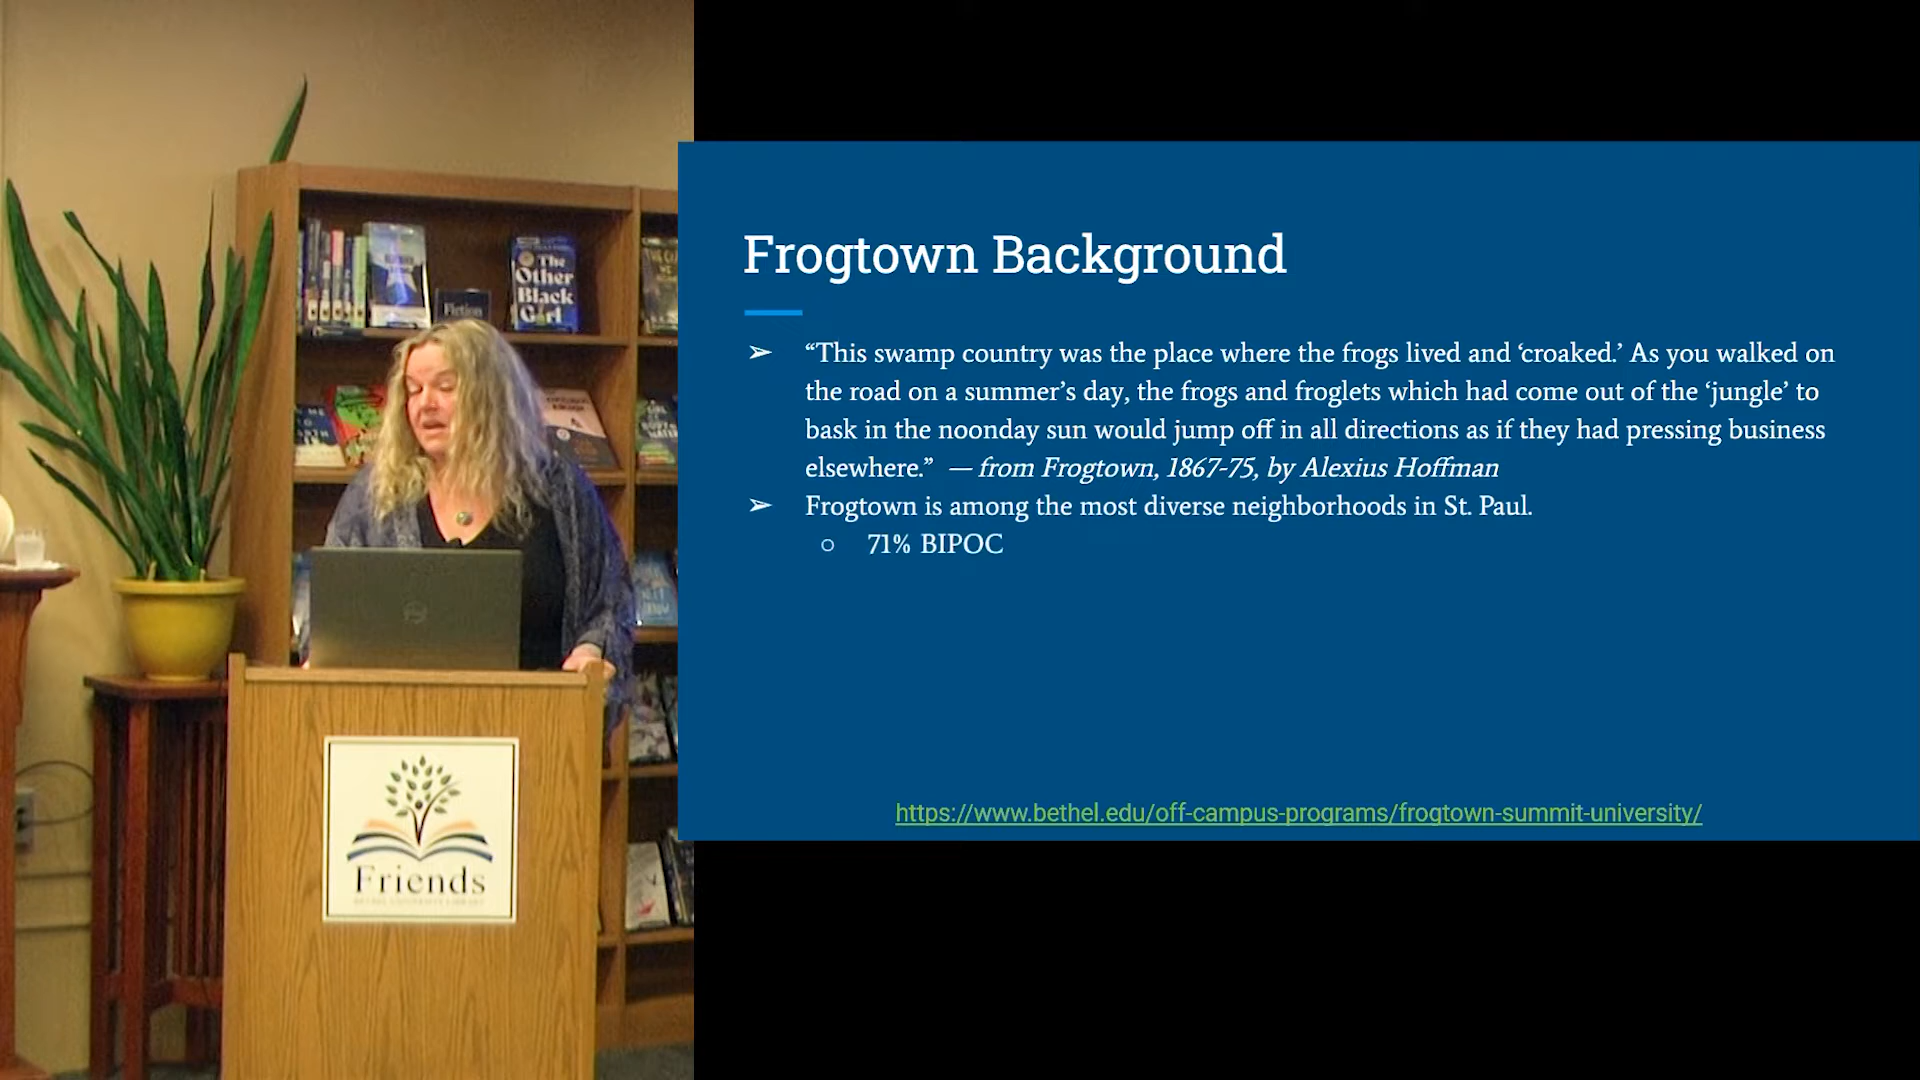 The
Other
Black
Girl
Fiction
Friends
BETHEL UNIVERSITY LIBRARY
Frogtown Background
➢ “This swamp country was the place where the frogs lived and ‘croaked.’ As you walked on
the road on a summer’s day, the frogs and froglets which had come out of the ‘jungle’ to
bask in the noonday sun would jump off in all directions as if they had pressing business
elsewhere.” — from Frogtown, 1867-75, by Alexius Hoffman
➢ Frogtown is among the most diverse neighborhoods in St. Paul.
○ 71% BIPOC
https://www.bethel.edu/off-campus-programs/frogtown-summit-university/